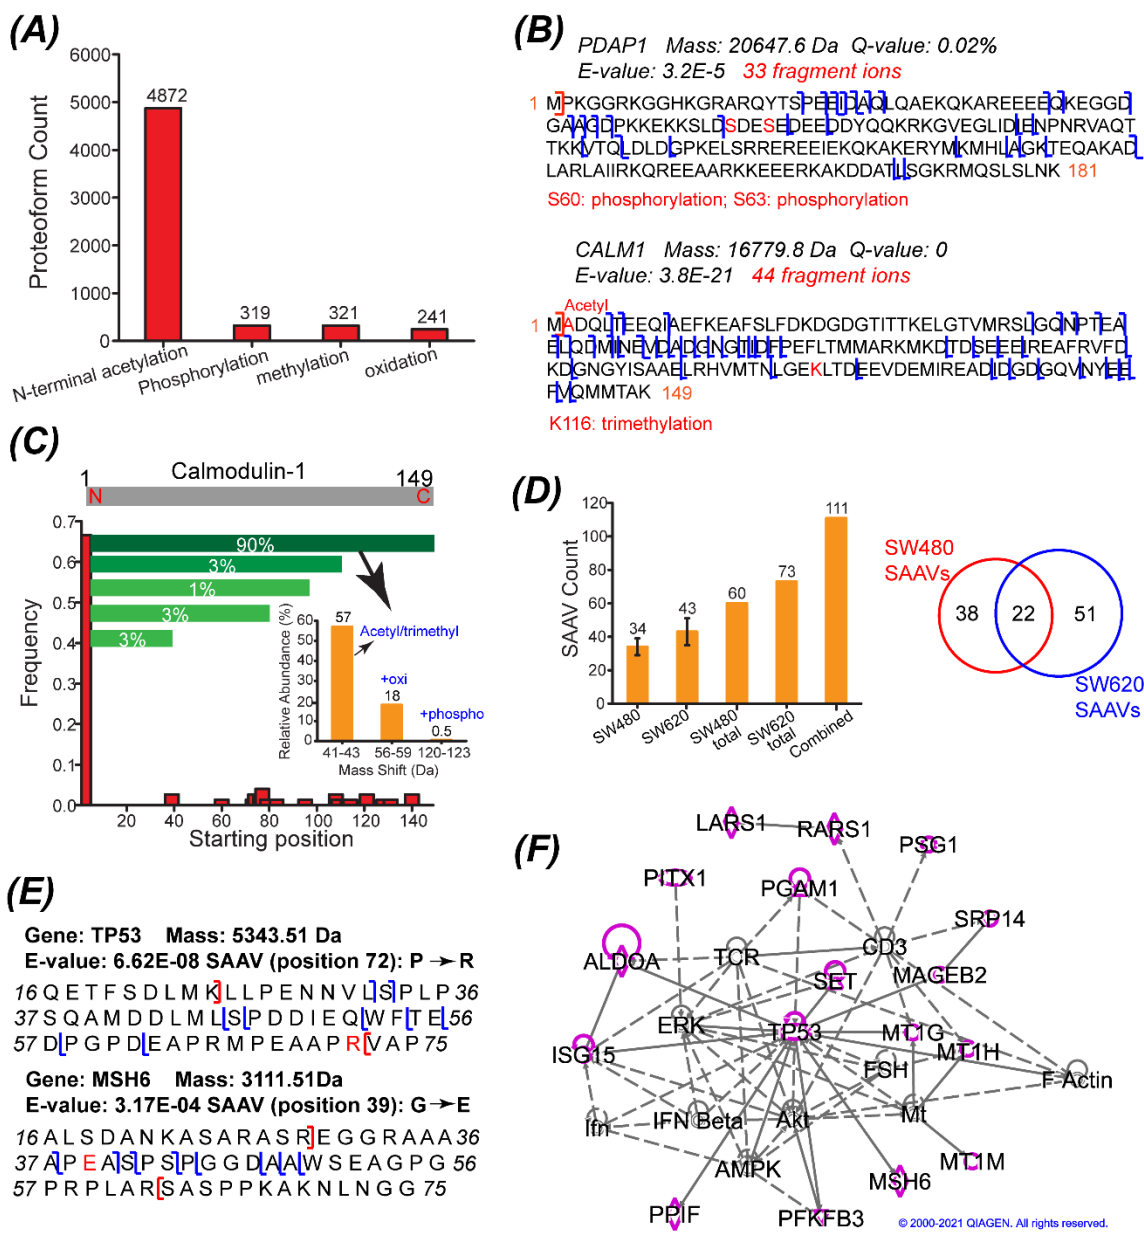 (A)
6000
5000
4000
3000
2000
1000
0
Proteoform Count
4872
319
321
241
N-terminal acetylation
Phosphorylation
methylation
oxidation
(B)
PDAP1 Mass: 20647.6 Da Q-value: 0.02%
E-value: 3.2E-5 33 fragment ions
1 MPKGGRKGGHKGRARQYTSPEEIDAQLQAEKQKAREEEEQKEGGD
GAAGDPKKEKKSLDSDESEDEEDDYQQKRKGVEGLIDIENPNRVAQT
TKKVTQLDLDGPKELSRREREEIEKQKAKERYMKMHLAGKTEQAKAD
LARLAIIRKQREEAARKKEEERKAKDDATLSGKRMQSLSLNK 181
S60: phosphorylation; S63: phosphorylation
CALM1 Mass: 16779.8 Da Q-value: 0
E-value: 3.8E-21 44 fragment ions
Acetyl
1 MADQLTEEQIAEFKEAFSLFDKDGDGTITTKELGTVMRSLGQNPTEA
ELQDMINEVDADGNGTIDFPEFLTMMARKMKDTDSEEEIREAFRVFD
KDGNGYISAAELRHVMTNLGEKLTDEEVDEMIREADIDGDGQVNYEE
FVQMMTAK 149
K116: trimethylation
(C)
1 Calmodulin-1 149
N C
0.7
0.6
0.5
0.4
0.3
0.2
0.1
0.0
Frequency
90%
3%
1%
3%
3%
60
50
40
30
20
10
0
Relative Abundance (%)
57
Acetyl/trimethyl
+oxi
18
+phospho
0.5
41-43 56-59 120-123
Mass Shift (Da)
20 40 60 80 100 120 140
Starting position
(D)
120
100
80
60
40
20
0
SAAV Count
34
43
60
73
111
SW480
SW620
SW480 total
SW620 total
Combined
SW480
SAAVs
38 22 51
SW620
SAAVs
(E)
Gene: TP53 Mass: 5343.51 Da
E-value: 6.62E-08 SAAV (position 72): P → R
16 Q E T F S D L M K L L P E N N V L S P L P 36
37 S Q A M D D L M L S P D D I E Q W F T E L 56
57 D P G P D E A P R M P E A A P R V A P 75
Gene: MSH6 Mass: 3111.51Da
E-value: 3.17E-04 SAAV (position 39): G → E
16 A L S D A N K A S A R A S R E G G R A A A 36
37 A P E A S P S P G G D A A W S E A G P G 56
57 P R P L A R S A S P P K A K N L N G G 75
(F)
LARS1
RARS1
PSG1
PITX1
PGAM1
SRP14
CD3
TCR
ALDOA
SET
MAGEB2
ERK
TP53
MT1G
ISG15
MT1H
FSH
F-Actin
Ifn
IFN Beta
Akt
Mt
AMPK
MT1M
MSH6
PPIF
PFKFB3
© 2000-2021 QIAGEN. All rights reserved.